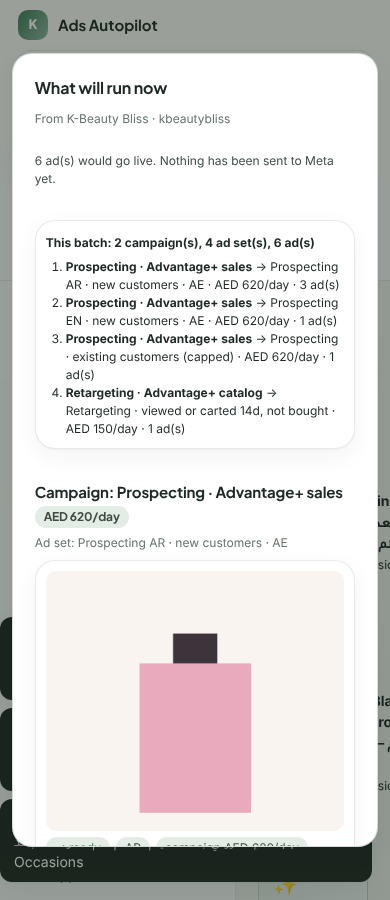 K Ads Autopilot
What will run now
From K-Beauty Bliss · kbeautybliss
6 ad(s) would go live. Nothing has been sent to Meta
yet.
This batch: 2 campaign(s), 4 ad set(s), 6 ad(s)
1. Prospecting · Advantage+ sales → Prospecting
AR · new customers · AE · AED 620/day · 3 ad(s)
2. Prospecting · Advantage+ sales → Prospecting
EN · new customers · AE · AED 620/day · 1 ad(s)
3. Prospecting · Advantage+ sales → Prospecting
· existing customers (capped) · AED 620/day · 1
ad(s)
4. Retargeting · Advantage+ catalog →
Retargeting · viewed or carted 14d, not bought ·
AED 150/day · 1 ad(s)
Campaign: Prospecting · Advantage+ sales
AED 620/day
Ad set: Prospecting AR · new customers · AE
Occasions